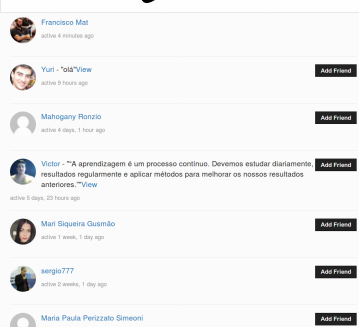 Francisco Mat
active 4 minutes ago
Yuri - "olá"View
Add Friend
active 9 hours ago
Mahogany Ronzio
Add Friend
active 4 days, 1 hour ago
Victor - ""A aprendizagem é um processo contínuo. Devemos estudar diariamente,
Add Friend
resultados regularmente e aplicar métodos para melhorar os nossos resultados
anteriores.""View
active 5 days, 23 hours ago
Mari Siqueira Gusmão
Add Friend
active 1 week, 1 day ago
sergio777
Add Friend
active 2 weeks, 1 day ago
Maria Paula Perizzato Simeoni
Add Friend